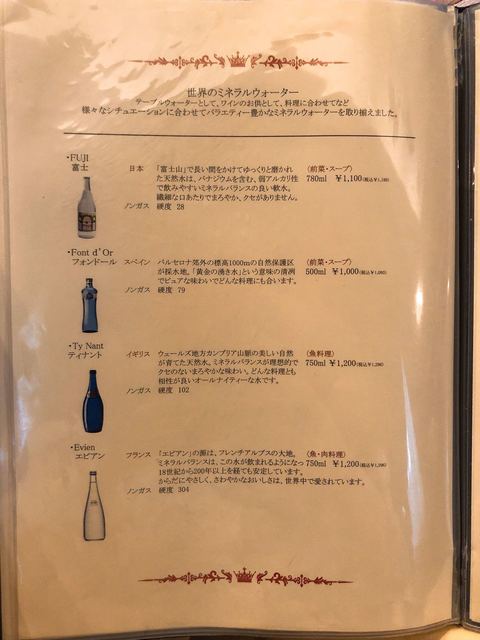 世界のミネラルウォーター
テーブルウォーターとして、ワインのお供として、料理に合わせてなど
様々なシチュエーションに合わせてバラエティー豊かなミネラルウォーターを取り揃えました。
・FUJI
富士
日本 「富士山」で長い間をかけてゆっくりと磨かれ (前菜・スープ)
た天然水は、バナジウムを含む、弱アルカリ性 780ml ￥1,100
で飲みやすいミネラルバランスの良い軟水。
繊細な口あたりでまろやか、クセがありません。
ノンガス 硬度 28
・Font d'Or
フォンドール
スペイン バルセロナ郊外の標高1000mの自然保護区 (前菜・スープ)
が採水地。「黄金の湧き水」という意味の清冽 500ml ￥1,000
でピュアな味わいでどんな料理にも合います。
ノンガス 硬度 79
・Ty Nant
ティナント
イギリス ウェールズ地方カンブリア山脈の美しい自然 (魚料理)
が育てた天然水。ミネラルバランスが理想的で 750ml ￥1,200
クセのないまろやかな味わい。どんな料理とも
相性が良いオールナイティーな水です。
ノンガス 硬度 102
・Evien
エビアン
フランス 「エビアン」の源は、フレンチアルプスの大地。 (魚・肉料理)
ミネラルバランスは、この水が飲まれるようになっ 750ml ￥1,200
18世紀から200年以上を経ても安定しています。
からだにやさしく、さわやかなおいしさは、世界中で愛されています。
ノンガス 硬度 304